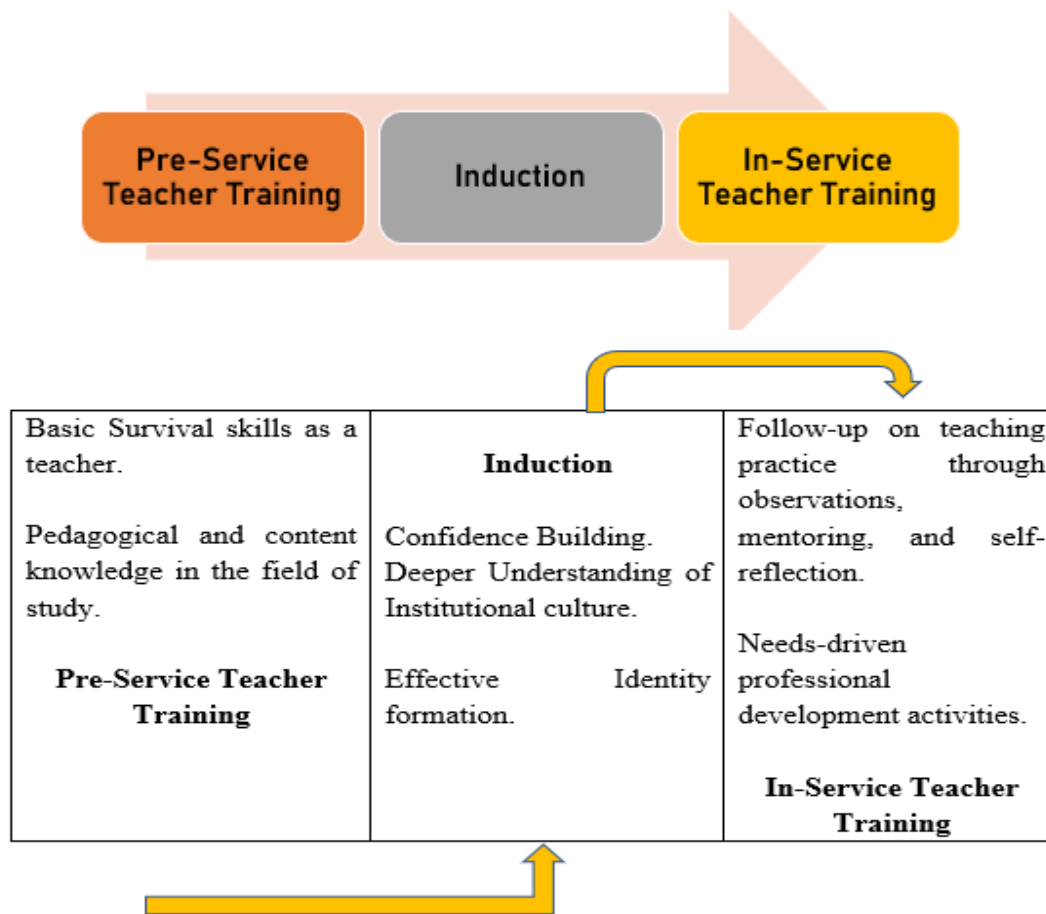 Pre-Service
Teacher Training
Induction
In-Service
Teacher Training
Basic Survival skills as a
teacher.
Pedagogical and content
knowledge in the field of
study.
Pre-Service Teacher
Training
Induction
Confidence Building.
Deeper Understanding of
Institutional culture.
Effective Identity
formation.
Follow-up on teaching
practice through
observations,
mentoring, and self-
reflection.
Needs-driven
professional
development activities.
In-Service Teacher
Training